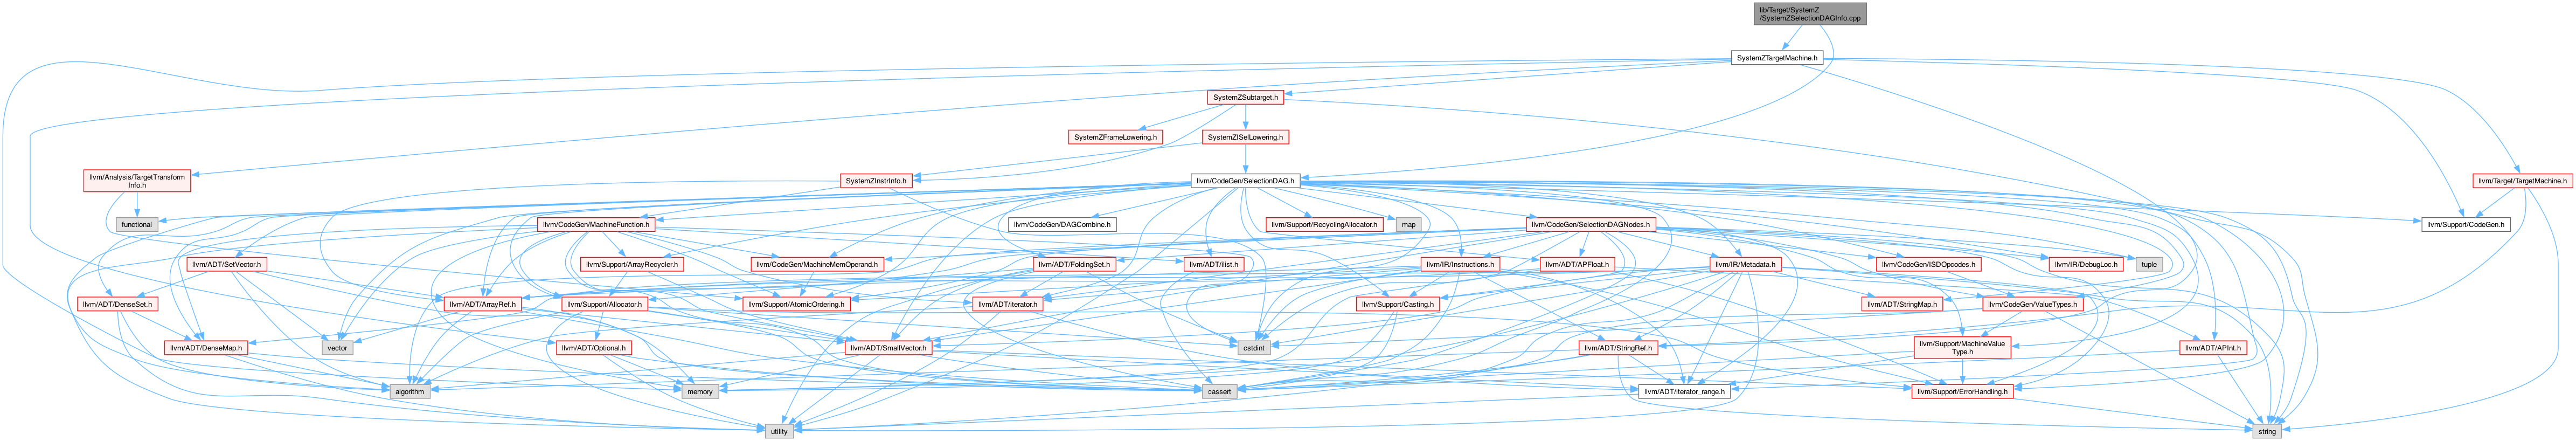 lib/Target/SystemZ
/SystemZSelectionDAGInfo.cpp
SystemZTargetMachine.h
SystemZSubtarget.h
SystemZFrameLowering.h
SystemZISelLowering.h
llvm/Analysis/TargetTransform
Info.h
SystemZInstrInfo.h
llvm/CodeGen/SelectionDAG.h
llvm/Target/TargetMachine.h
functional
llvm/CodeGen/MachineFunction.h
llvm/CodeGen/DAGCombine.h
llvm/Support/RecyclingAllocator.h
map
llvm/CodeGen/SelectionDAGNodes.h
llvm/Support/CodeGen.h
llvm/ADT/SetVector.h
llvm/Support/ArrayRecycler.h
llvm/CodeGen/MachineMemOperand.h
llvm/ADT/FoldingSet.h
llvm/ADT/ilist.h
llvm/IR/Instructions.h
llvm/ADT/APFloat.h
llvm/IR/Metadata.h
llvm/CodeGen/ISDOpcodes.h
llvm/IR/DebugLoc.h
tuple
llvm/ADT/DenseSet.h
llvm/ADT/ArrayRef.h
llvm/Support/Allocator.h
llvm/Support/AtomicOrdering.h
llvm/ADT/iterator.h
llvm/Support/Casting.h
llvm/ADT/StringMap.h
llvm/CodeGen/ValueTypes.h
llvm/ADT/DenseMap.h
vector
llvm/ADT/Optional.h
llvm/ADT/SmallVector.h
cstdint
llvm/ADT/StringRef.h
llvm/Support/MachineValue
Type.h
llvm/ADT/APInt.h
algorithm
memory
cassert
llvm/ADT/iterator_range.h
llvm/Support/ErrorHandling.h
utility
string